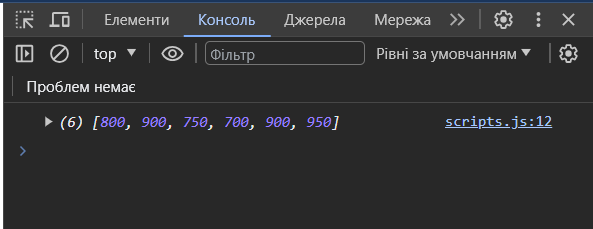 Елементи Консоль Джерела Мережа
top Фільтр Рівні за умовчанням
Проблем немає
(6) [800, 900, 750, 700, 900, 950] scripts.js:12